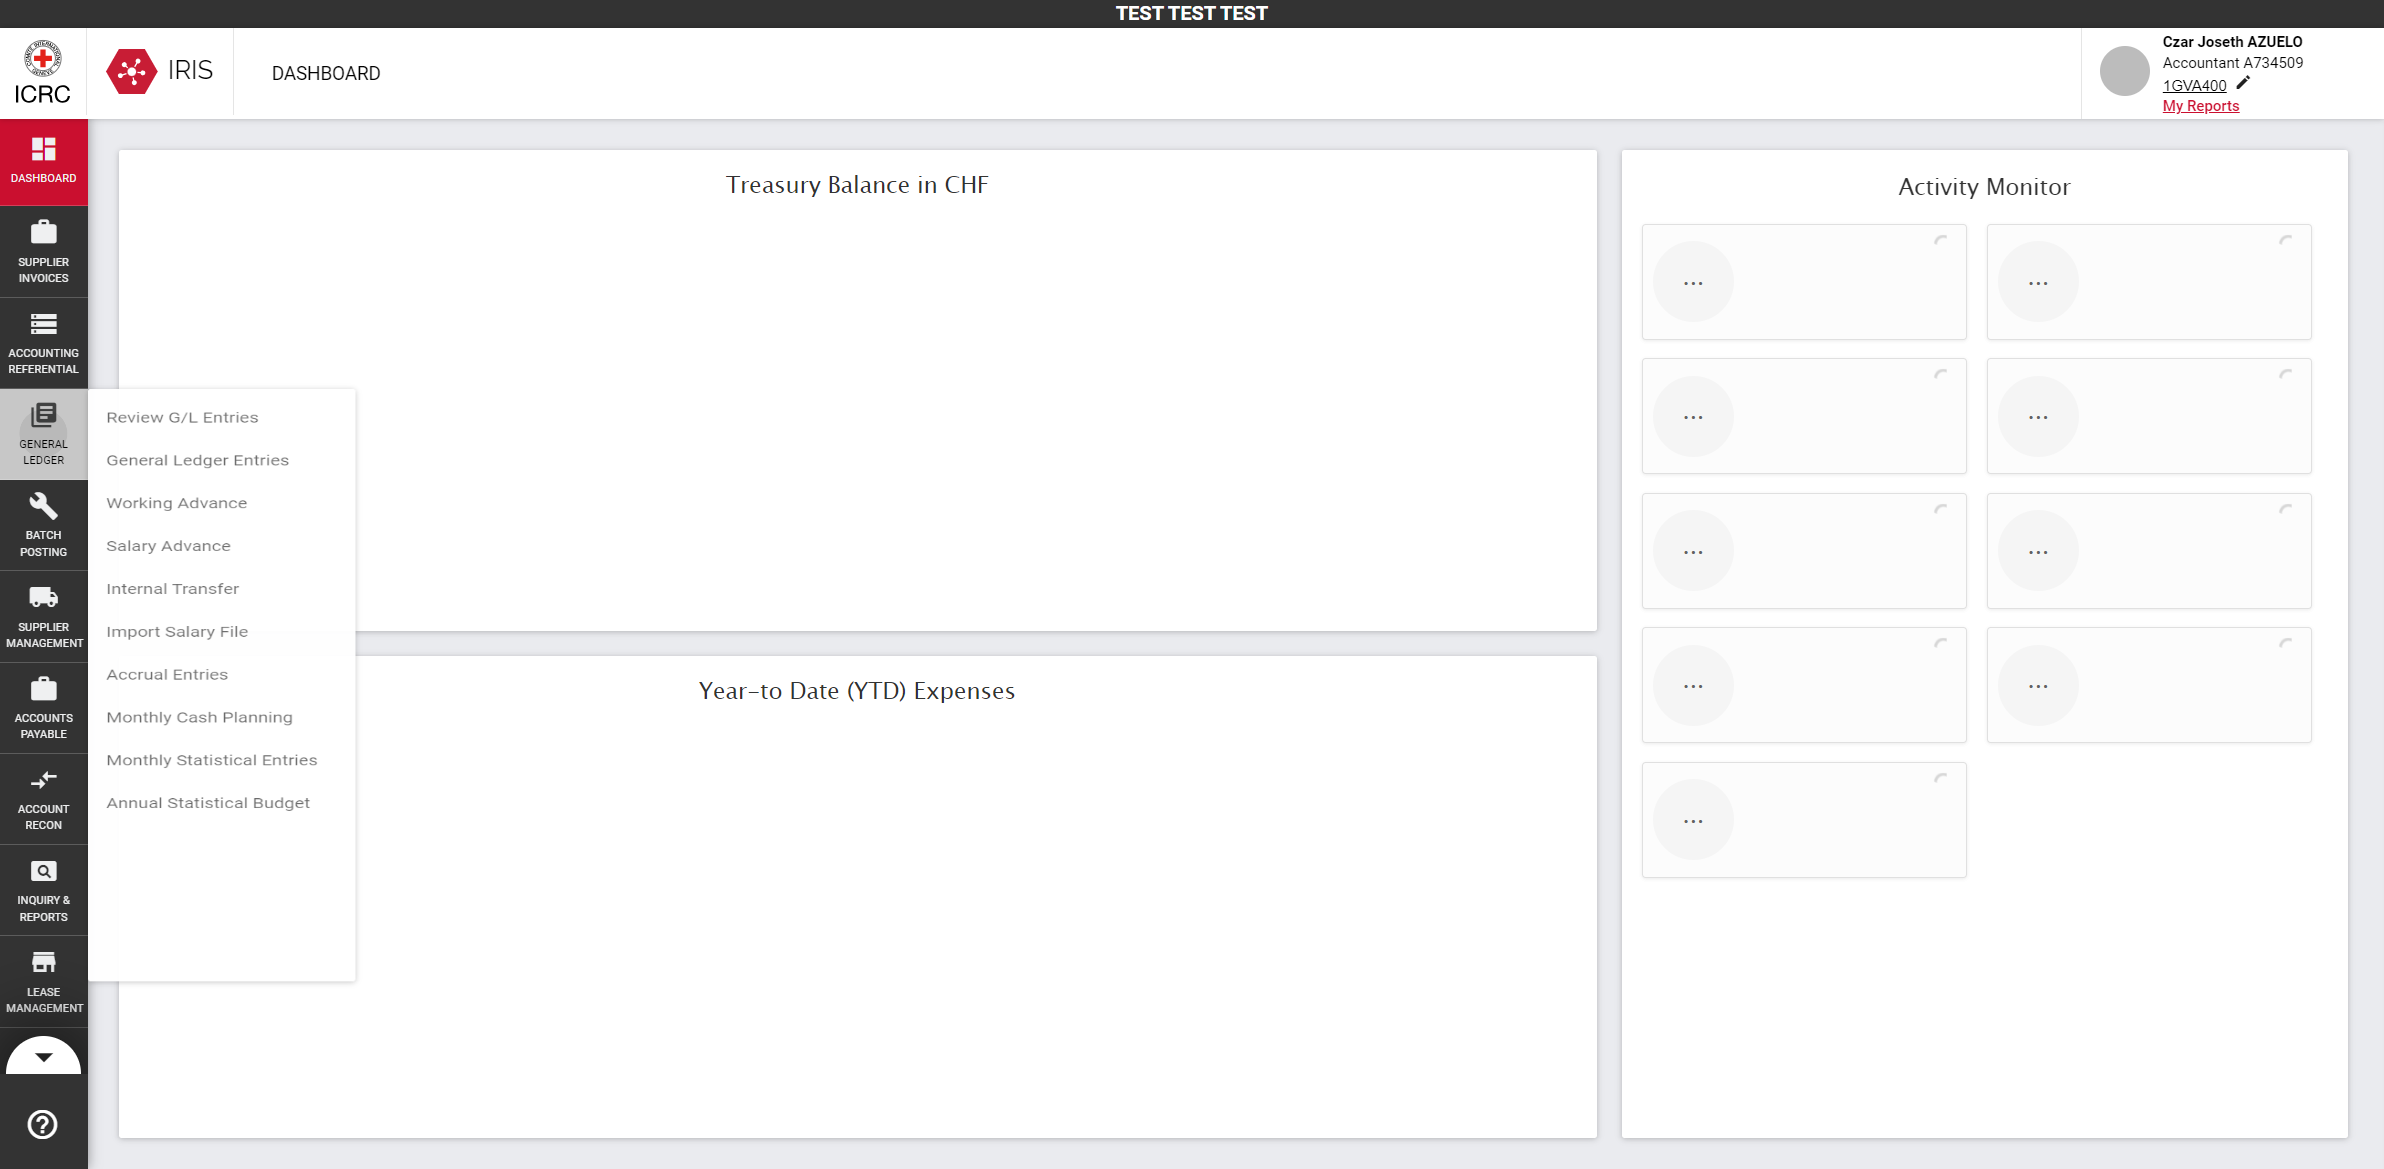 TEST TEST TEST
ICRC
IRIS
DASHBOARD
Czar Joseth AZUELO
Accountant A734509
1GVA400
My Reports
DASHBOARD
SUPPLIER
INVOICES
ACCOUNTING
REFERENTIAL
GENERAL
LEDGER
BATCH
POSTING
SUPPLIER
MANAGEMENT
ACCOUNTS
PAYABLE
ACCOUNT
RECON
INQUIRY &
REPORTS
LEASE
MANAGEMENT
Review G/L Entries
General Ledger Entries
Working Advance
Salary Advance
Internal Transfer
Import Salary File
Accrual Entries
Monthly Cash Planning
Monthly Statistical Entries
Annual Statistical Budget
Treasury Balance in CHF
Year-to Date (YTD) Expenses
Activity Monitor
...
...
...
...
...
...
...
...
...